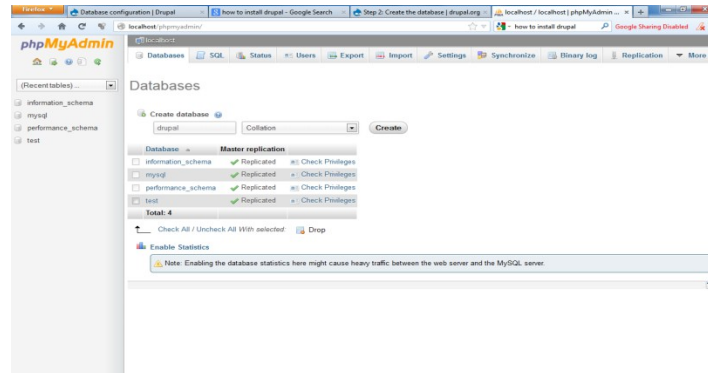 Firefox
Database configuration | Drupal
how to install drupal - Google Search
Step 2: Create the database | drupal.org
localhost / localhost | phpMyAdmin ...
localhost/phpmyadmin/
how to install drupal
Google Sharing Disabled
phpMyAdmin
localhost
Databases
SQL
Status
Users
Export
Import
Settings
Synchronize
Binary log
Replication
More
(Recent tables) ...
information_schema
mysql
performance_schema
test
Databases
Create database
drupal
Collation
Create
Database
Master replication
information_schema Replicated Check Privileges
mysql Replicated Check Privileges
performance_schema Replicated Check Privileges
test Replicated Check Privileges
Total: 4
Check All / Uncheck All With selected: Drop
Enable Statistics
Note: Enabling the database statistics here might cause heavy traffic between the web server and the MySQL server.